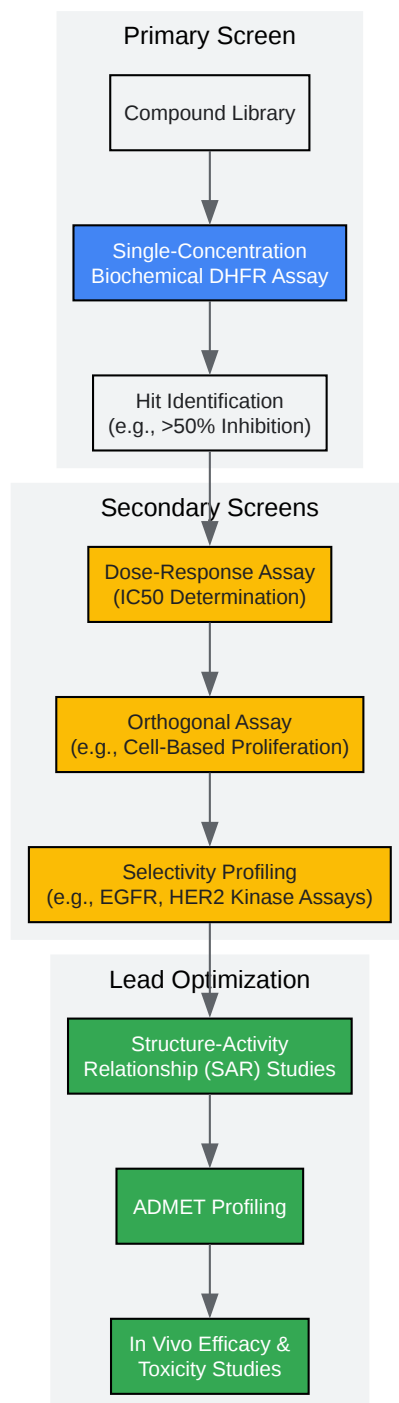 Primary Screen
Compound Library
Single-Concentration
Biochemical DHFR Assay
Hit Identification
(e.g., >50% Inhibition)
Secondary Screens
Dose-Response Assay
(IC50 Determination)
Orthogonal Assay
(e.g., Cell-Based Proliferation)
Selectivity Profiling
(e.g., EGFR, HER2 Kinase Assays)
Lead Optimization
Structure-Activity
Relationship (SAR) Studies
ADMET Profiling
In Vivo Efficacy &
Toxicity Studies